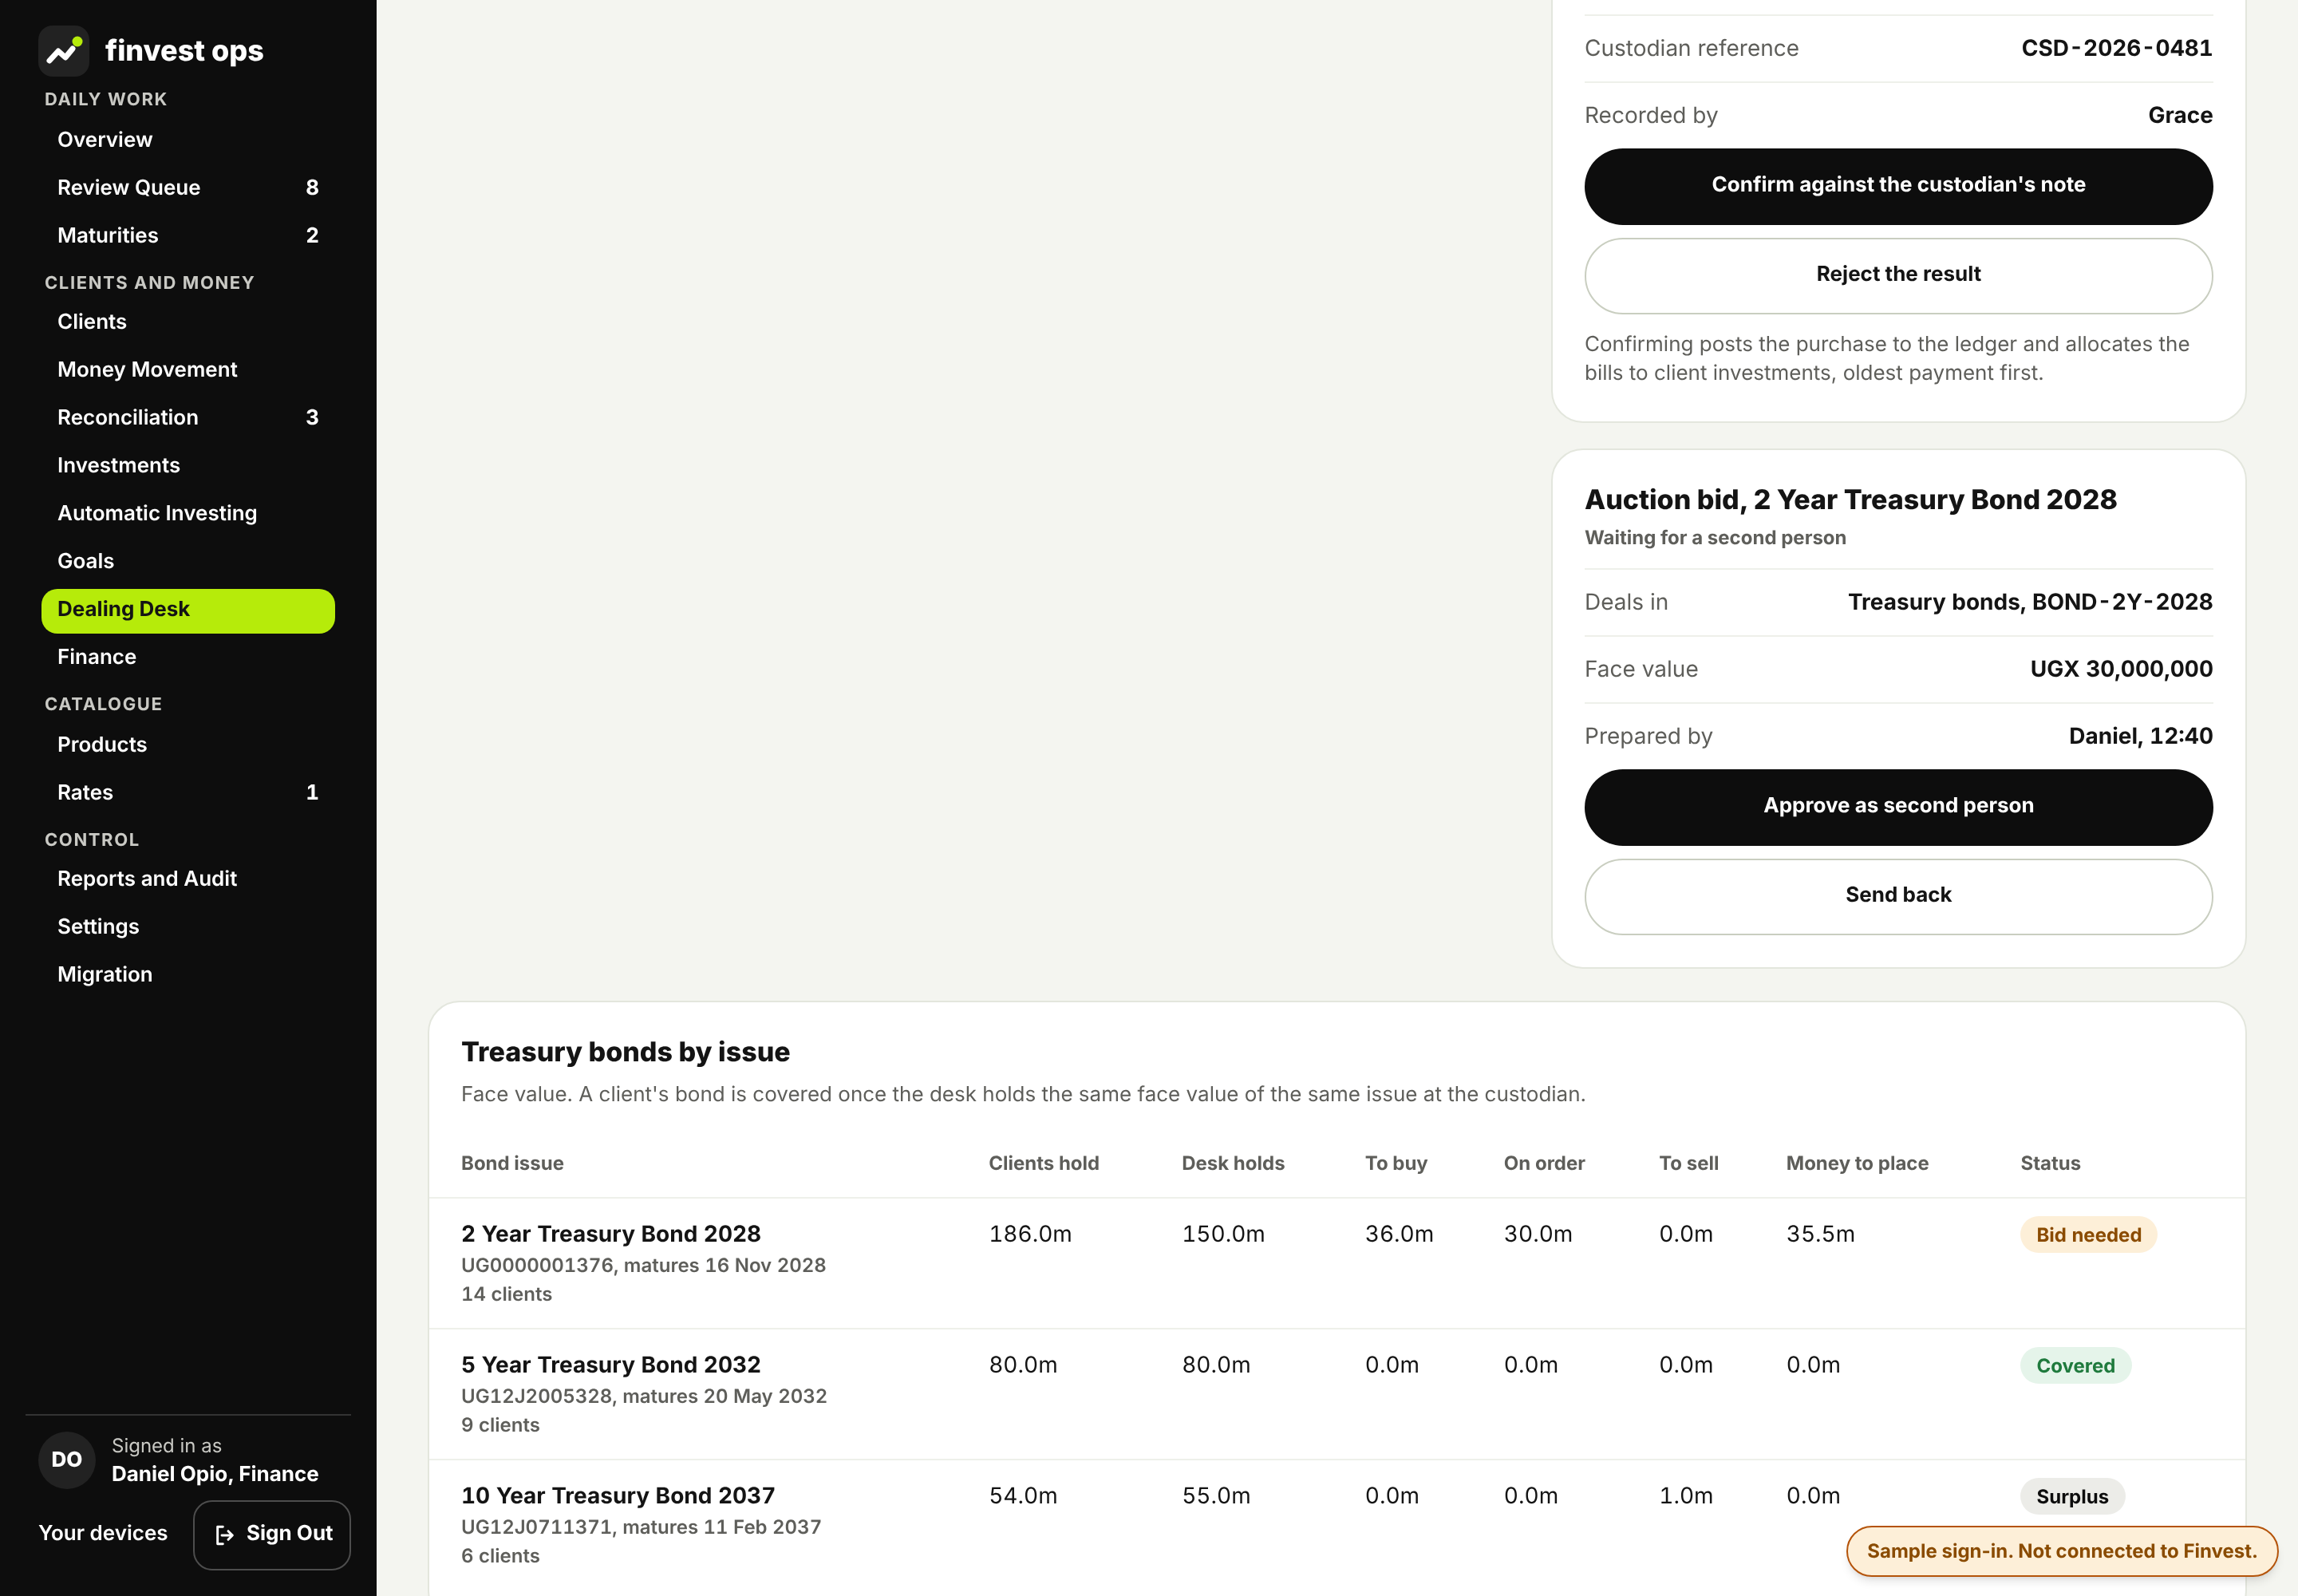 finvest ops
DAILY WORK
Overview
Review Queue 8
Maturities 2
CLIENTS AND MONEY
Clients
Money Movement
Reconciliation 3
Investments
Automatic Investing
Goals
Dealing Desk
Finance
CATALOGUE
Products
Rates 1
CONTROL
Reports and Audit
Settings
Migration
DO
Signed in as
Daniel Opio, Finance
Your devices
Sign Out
Custodian reference CSD-2026-0481
Recorded by Grace
Confirm against the custodian's note
Reject the result
Confirming posts the purchase to the ledger and allocates the
bills to client investments, oldest payment first.
Auction bid, 2 Year Treasury Bond 2028
Waiting for a second person
Deals in Treasury bonds, BOND-2Y-2028
Face value UGX 30,000,000
Prepared by Daniel, 12:40
Approve as second person
Send back
Treasury bonds by issue
Face value. A client's bond is covered once the desk holds the same face value of the same issue at the custodian.
Bond issue Clients hold Desk holds To buy On order To sell Money to place Status
2 Year Treasury Bond 2028 186.0m 150.0m 36.0m 30.0m 0.0m 35.5m Bid needed
UG0000001376, matures 16 Nov 2028
14 clients
5 Year Treasury Bond 2032 80.0m 80.0m 0.0m 0.0m 0.0m 0.0m Covered
UG12J2005328, matures 20 May 2032
9 clients
10 Year Treasury Bond 2037 54.0m 55.0m 0.0m 0.0m 1.0m 0.0m Surplus
UG12J0711371, matures 11 Feb 2037
6 clients
Sample sign-in. Not connected to Finvest.